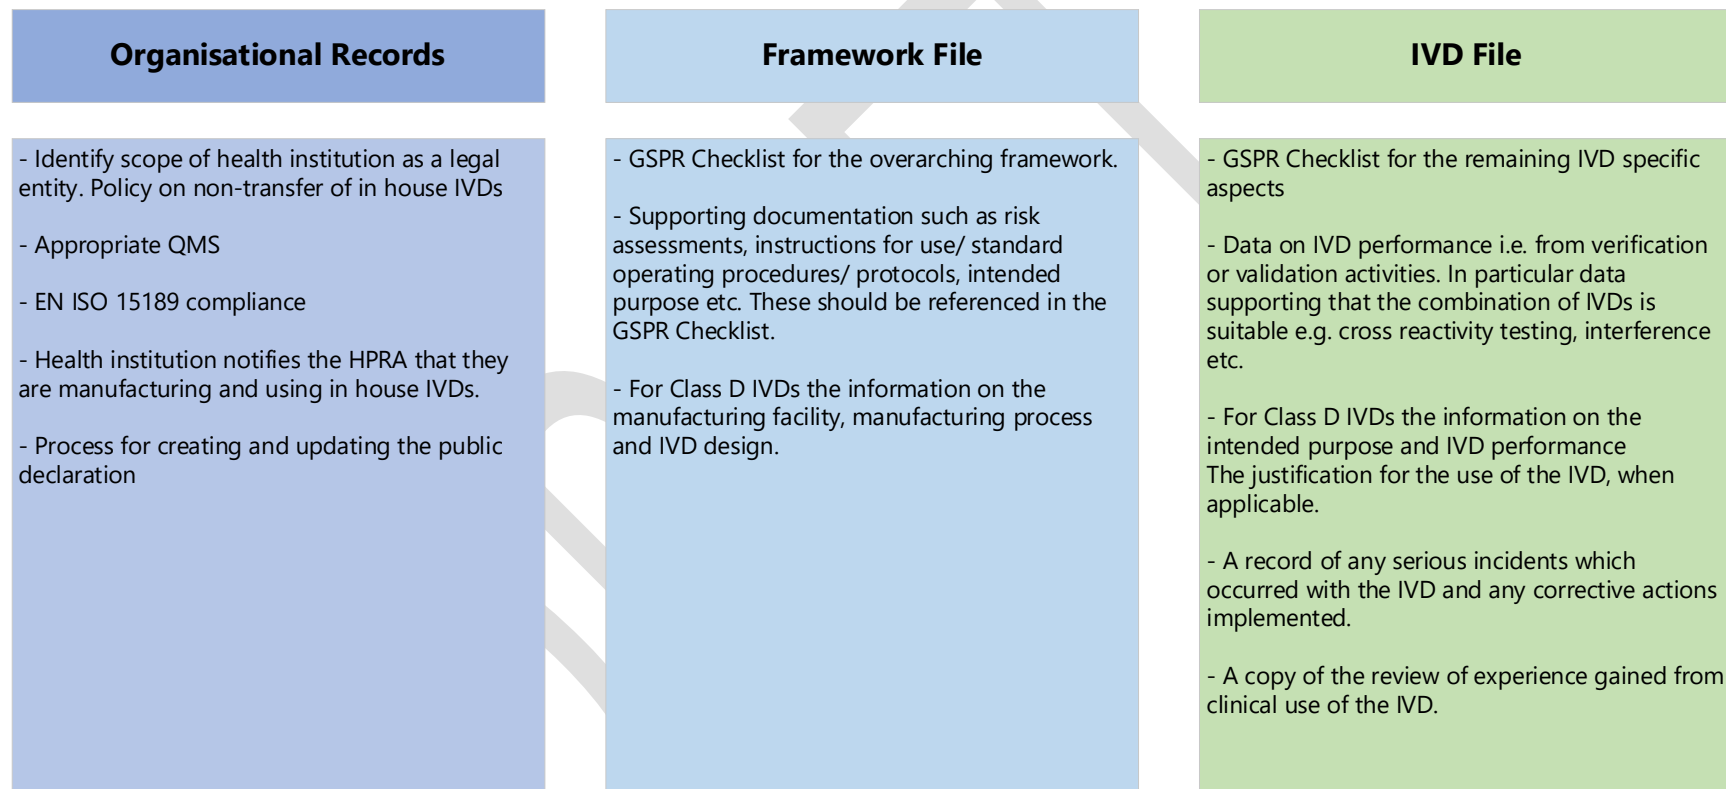 Organisational Records
- Identify scope of health institution as a legal
entity. Policy on non-transfer of in house IVDs
- Appropriate QMS
- EN ISO 15189 compliance
- Health institution notifies the HPRA that they
are manufacturing and using in house IVDs.
- Process for creating and updating the public
declaration
Framework File
- GSPR Checklist for the overarching framework.
- Supporting documentation such as risk
assessments, instructions for use/ standard
operating procedures/ protocols, intended
purpose etc. These should be referenced in the
GSPR Checklist.
- For Class D IVDs the information on the
manufacturing facility, manufacturing process
and IVD design.
IVD File
- GSPR Checklist for the remaining IVD specific
aspects
- Data on IVD performance i.e. from verification
or validation activities. In particular data
supporting that the combination of IVDs is
suitable e.g. cross reactivity testing, interference
etc.
- For Class D IVDs the information on the
intended purpose and IVD performance
The justification for the use of the IVD, when
applicable.
- A record of any serious incidents which
occurred with the IVD and any corrective actions
implemented.
- A copy of the review of experience gained from
clinical use of the IVD.